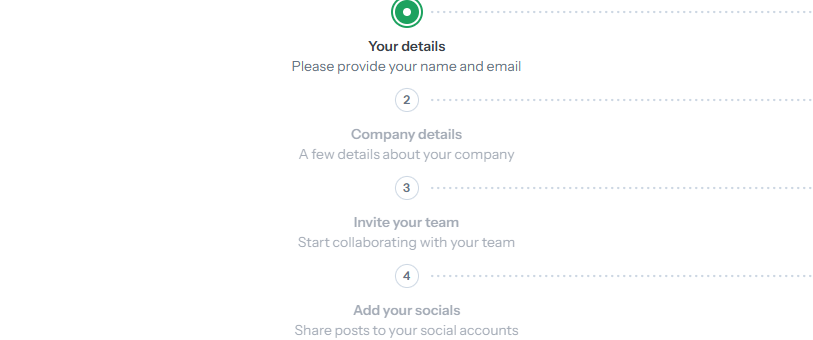 Your details
Please provide your name and email
2
Company details
A few details about your company
3
Invite your team
Start collaborating with your team
4
Add your socials
Share posts to your social accounts